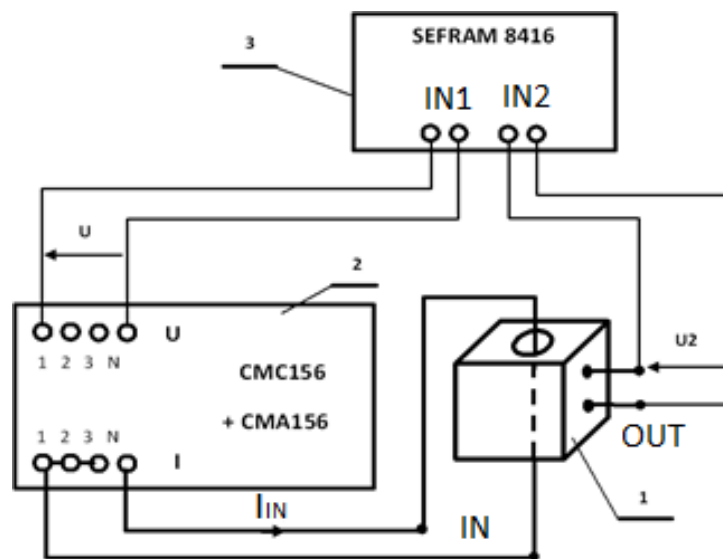 SEFRAM 8416
3
IN1 IN2
U
2
U
1 2 3 N
CMC156
+ CMA156
U2
1 2 3 N
I
OUT
IIN
IN
1